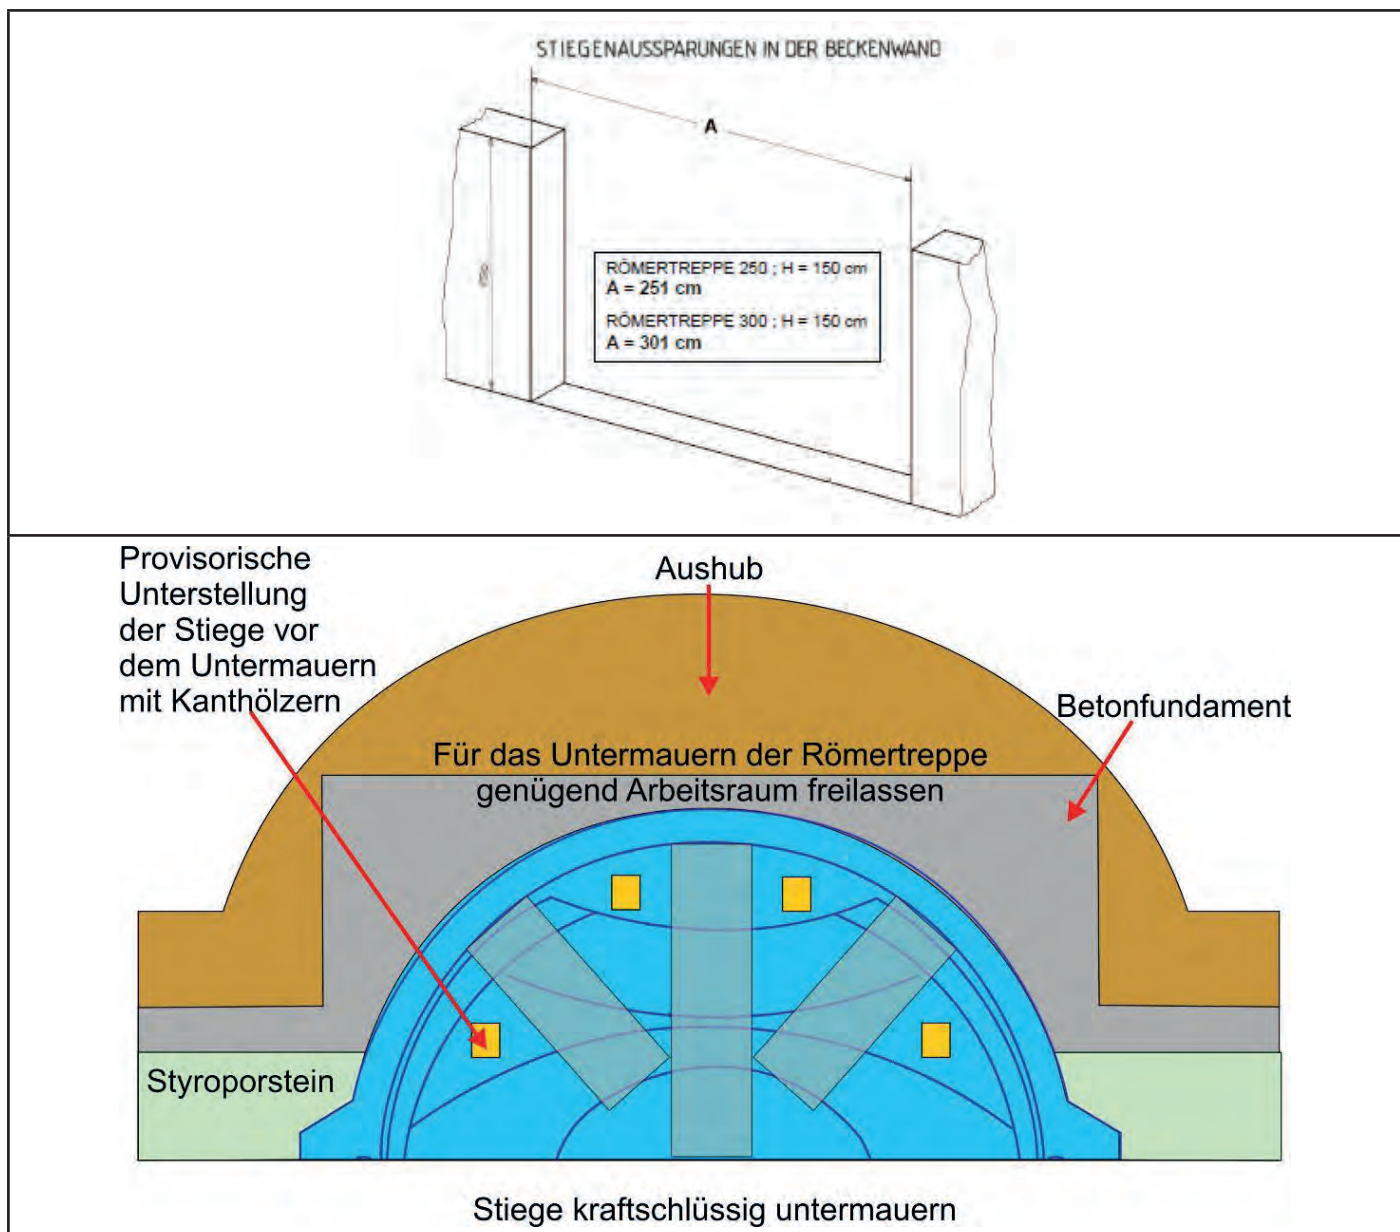 STIEGENAUSSPARUNGEN IN DER BECKENWAND
A
RÖMERTREPPE 250 ; H = 150 cm
A = 251 cm
RÖMERTREPPE 300 ; H = 150 cm
A = 301 cm
Provisorische
Unterstellung
der Stiege vor
dem Untermauern
mit Kanthölzern
Aushub
Betonfundament
Für das Untermauern der Römertreppe
genügend Arbeitsraum freilassen
Styroporstein
Stiege kraftschlüssig untermauern